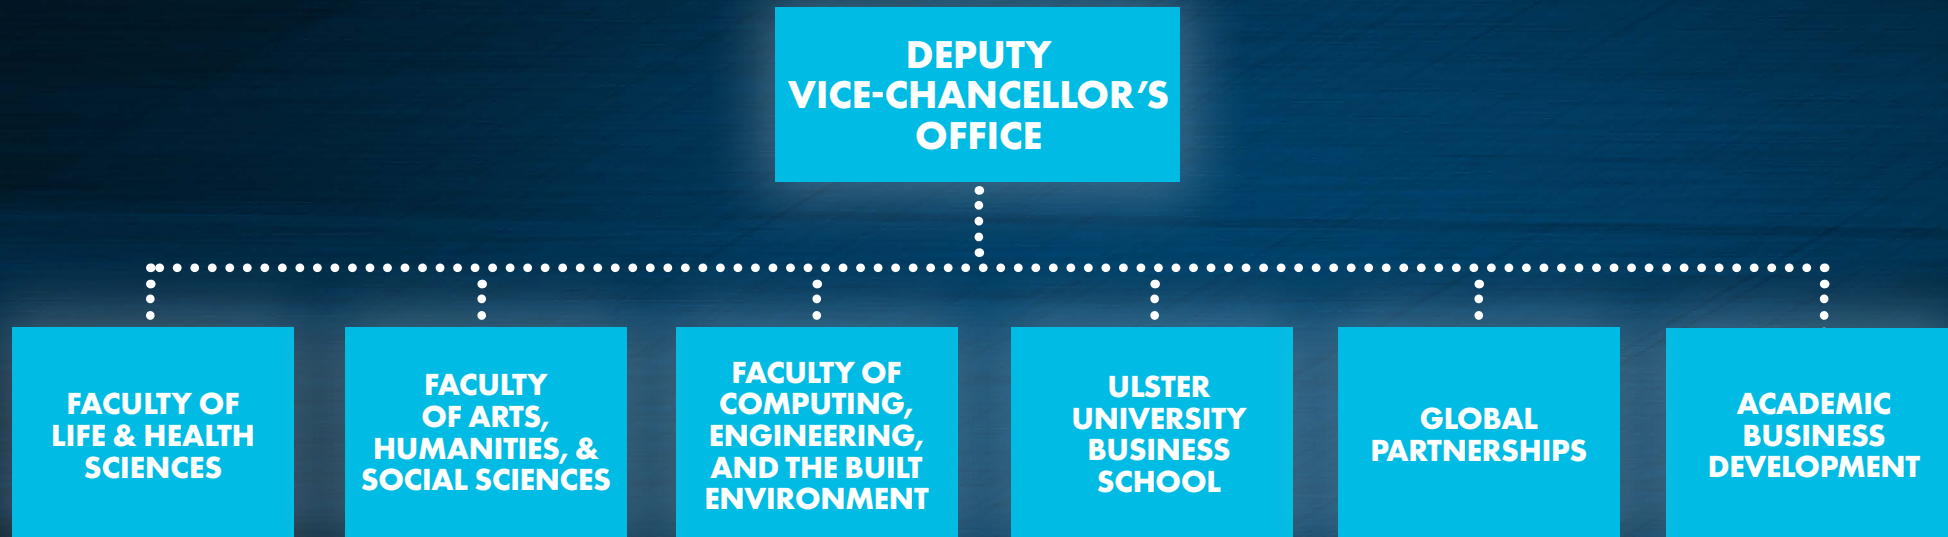 DEPUTY
VICE-CHANCELLOR'S
OFFICE
FACULTY OF
LIFE & HEALTH
SCIENCES
FACULTY
OF ARTS,
HUMANITIES, &
SOCIAL SCIENCES
FACULTY OF
COMPUTING,
ENGINEERING,
AND THE BUILT
ENVIRONMENT
ULSTER
UNIVERSITY
BUSINESS
SCHOOL
GLOBAL
PARTNERSHIPS
ACADEMIC
BUSINESS
DEVELOPMENT